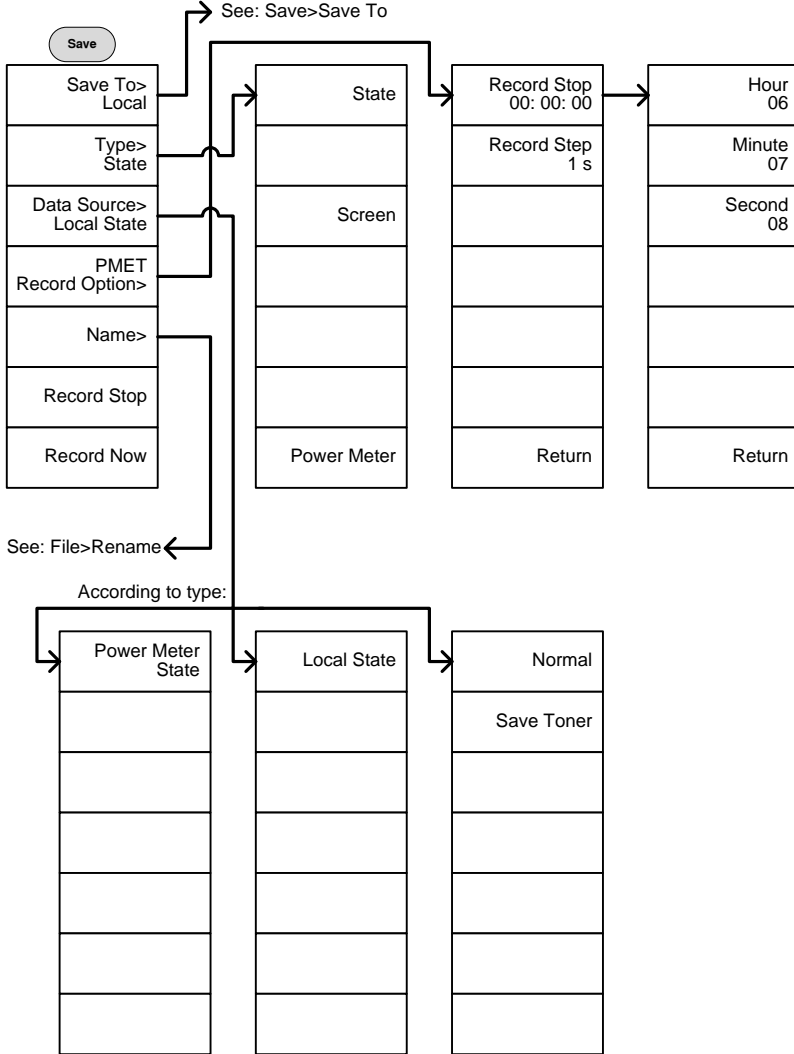 See: Save>Save To
Save
Save To>
Local
Type>
State
Data Source>
Local State
PMET
Record Option>
Name>
Record Stop
Record Now
State
Screen
Power Meter
Record Stop
00: 00: 00
Record Step
1 s
Return
Hour
06
Minute
07
Second
08
Return
See: File>Rename
According to type:
Power Meter
State
Local State
Normal
Save Toner